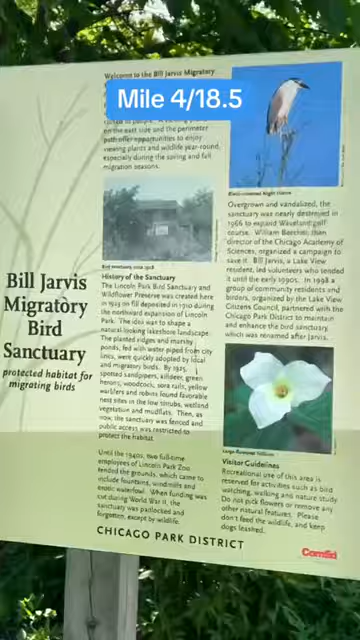 Welcome to the Bill Jarvis Migratory
Mile 4/18.5
on the east side and the perimeter
path offer opportunities to enjoy
viewing plants and wildlife year-round,
especially during the spring and fall
migration seasons.
Bird sanctuary
History of the Sanctuary
The Lincoln Park Bird Sanctuary and
Wildflower Preserve was created here
in 1923 on fill deposited in 1910 during
the northward expansion of Lincoln
Park. The idea was to shape a
natural-looking lakeshore landscape.
The planted ridges and marshy
ponds, fed with water piped from city
lines, were quickly adopted by local
and migratory birds. By 1925,
spotted sandpipers, killdeer, green
herons, woodcock, sora rails, yellow
warblers and robins found favorable
nest sites in the low shrubs, wetland
vegetation and mudflats. Then, as
now, the sanctuary was fenced and
public access was restricted to
protect the habitat.
Until the 1940s, two full-time
employees of Lincoln Park Zoo
tended the grounds, which came to
include fountains, windmills and
exotic waterfowl. When funding was
cut during World War II, the
sanctuary was padlocked and
forgotten, except by wildlife.
Black-crowned Night Heron
Overgrown and vandalized, the
sanctuary was nearly destroyed in
1966 to expand Waveland golf
course. William Beecher, then
director of the Chicago Academy of
Sciences, organized a campaign to
save it. Bill Jarvis, a Lake View
resident, led volunteers who tended
it until the early 1990s. In 1998 a
group of community residents and
birders, organized by the Lake View
Citizens Council, partnered with the
Chicago Park District to maintain
and enhance the bird sanctuary,
which was renamed after Jarvis.
Large-flowered Trillium
Visitor Guidelines
Recreational use of this area is
reserved for activities such as bird
watching, walking and nature study.
Do not pick flowers or remove any
other natural features. Please
don't feed the wildlife, and keep
dogs leashed.
Bill Jarvis
Migratory
Bird
Sanctuary
protected habitat for
migrating birds
CHICAGO PARK DISTRICT
ComEd